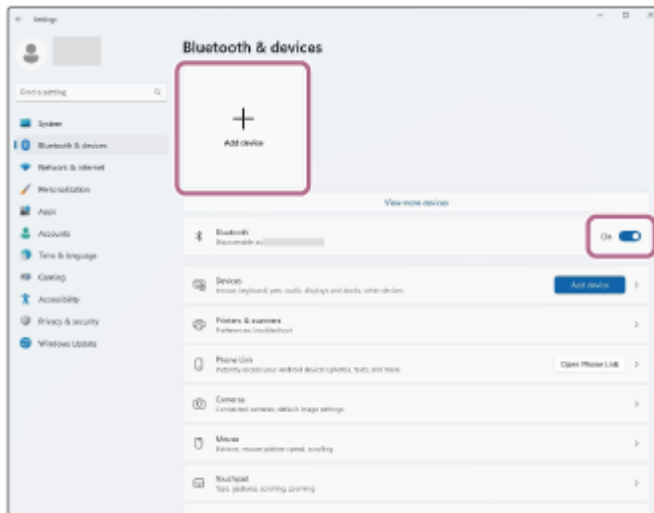 Settings
Bluetooth & devices
Find a setting
System
Bluetooth & devices
Network & internet
Personalization
Apps
Accounts
Time & language
Gaming
Accessibility
Privacy & security
Windows Update
Add device
View more devices
Bluetooth
Discoverable as
On
Devices
Mouse, keyboard, pen, audio, displays and docks, other devices
Add device
Printers & scanners
Preferences, troubleshoot
Phone Link
Instantly access your Android device's photos, texts, and more
Open Phone Link
Cameras
Connected cameras, default image settings
Mouse
Buttons, mouse pointer speed, scrolling
Touchpad
Taps, gestures, scrolling, zooming